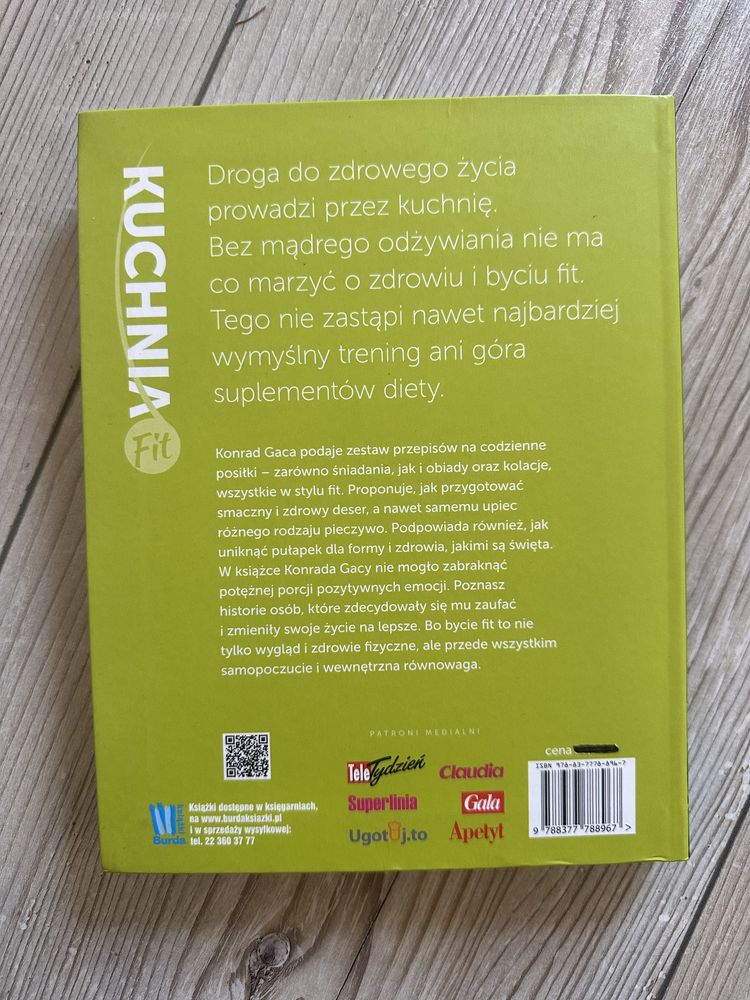 KUCHNIA
Fit
Droga do zdrowego życia
prowadzi przez kuchnię.
Bez mądrego odżywiania nie ma
co marzyć o zdrowiu i byciu fit.
Tego nie zastąpi nawet najbardziej
wymyślny trening ani góra
suplementów diety.
Konrad Gaca podaje zestaw przepisów na codzienne
posiłki – zarówno śniadania, jak i obiady oraz kolacje,
wszystkie w stylu fit. Proponuje, jak przygotować
smaczny i zdrowy deser, a nawet samemu upiec
różnego rodzaju pieczywo. Podpowiada również, jak
uniknąć pułapek dla formy i zdrowia, jakimi są święta.
W książce Konrada Gacy nie mogło zabraknąć
potężnej porcji pozytywnych emocji. Poznasz
historie osób, które zdecydowały się mu zaufać
i zmieniły swoje życie na lepsze. Bo bycie fit to nie
tylko wygląd i zdrowie fizyczne, ale przede wszystkim
samopoczucie i wewnętrzna równowaga.
PATRONI MEDIALNI
Tele Tydzień
Claudia
Superlinia
Gala
Ugotuj.to
Apetyt
książki
Burda
Książki dostępne w księgarniach,
na www.burdaksiazki.pl
i w sprzedaży wysyłkowej:
tel. 22 360 37 77
cena
ISBN 978-83-7778-896-7
9 788377 788967 >